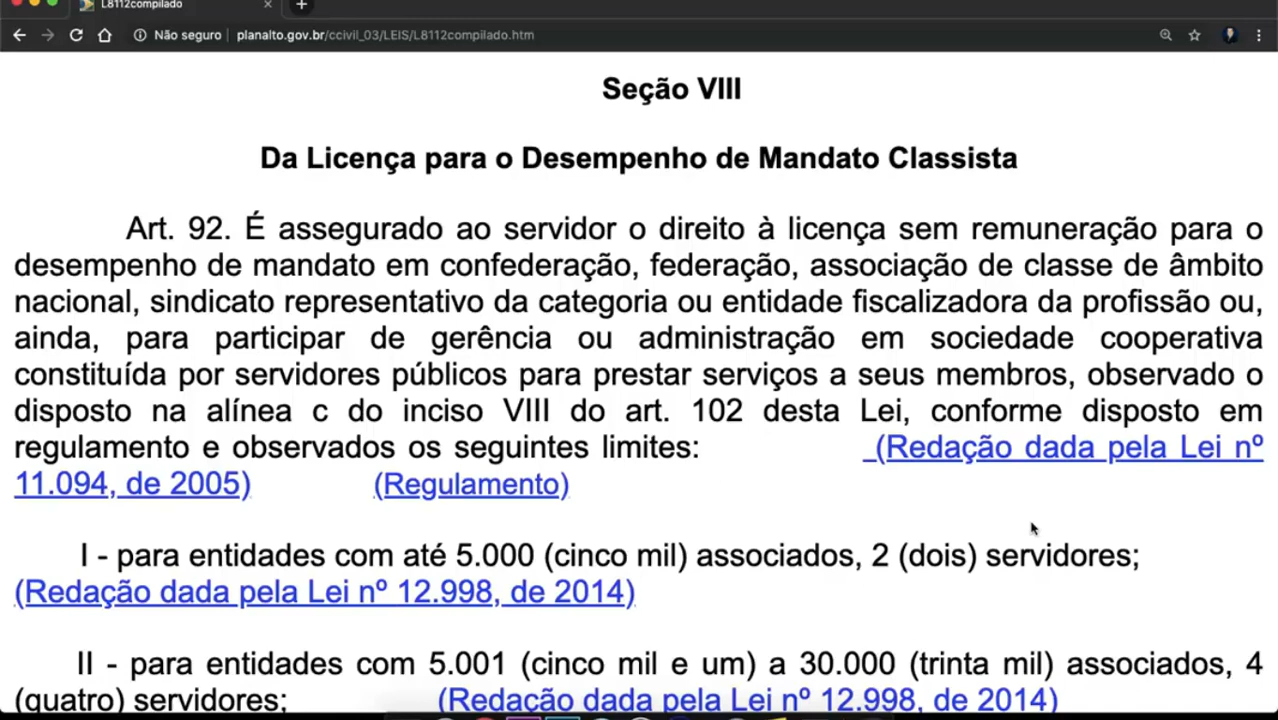 L8112compilado
Não seguro
planalto.gov.br/ccivil_03/LEIS/L8112compilado.htm
Seção VIII
Da Licença para o Desempenho de Mandato Classista
Art. 92. É assegurado ao servidor o direito à licença sem remuneração para o
desempenho de mandato em confederação, federação, associação de classe de âmbito
nacional, sindicato representativo da categoria ou entidade fiscalizadora da profissão ou,
ainda, para participar de gerência ou administração em sociedade cooperativa
constituída por servidores públicos para prestar serviços a seus membros, observado o
disposto na alínea c do inciso VIII do art. 102 desta Lei, conforme disposto em
regulamento e observados os seguintes limites: (Redação dada pela Lei nº
11.094, de 2005) (Regulamento)
I - para entidades com até 5.000 (cinco mil) associados, 2 (dois) servidores;
(Redação dada pela Lei nº 12.998, de 2014)
II - para entidades com 5.001 (cinco mil e um) a 30.000 (trinta mil) associados, 4
(quatro) servidores; (Redação dada pela Lei nº 12.998, de 2014)